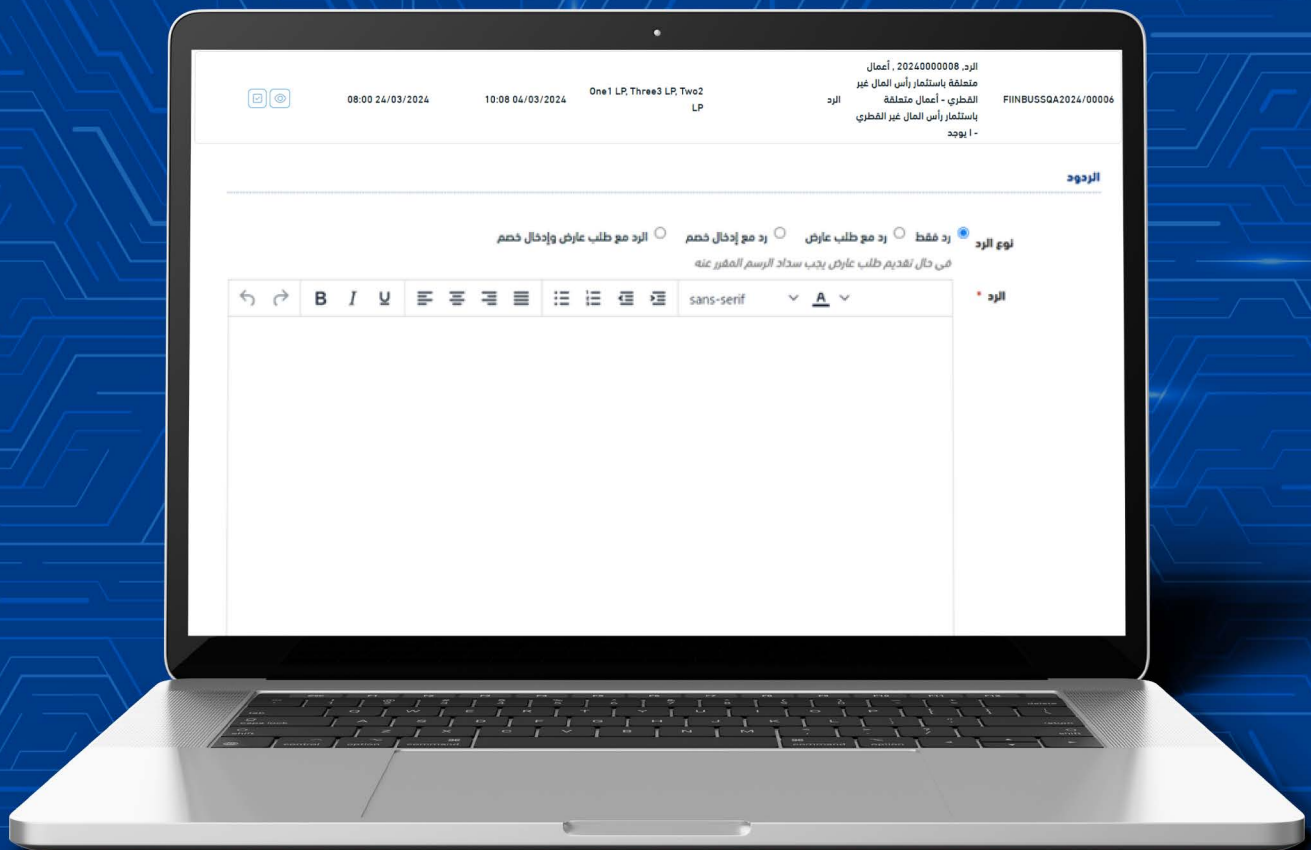 FIINBUSSQA2024/00006
الرد, 20240000008 , أعمال
متعلقة باستثمار رأس المال غير
القطري - أعمال متعلقة
باستثمار رأس المال غير القطري
- ا يوجد
الرد
One1 LP, Three3 LP, Two2
LP
10:08 04/03/2024
08:00 24/03/2024
الردود
نوع الرد
رد فقط
رد مع طلب عارض
رد مع إدخال خصم
الرد مع طلب عارض وإدخال خصم
في حال تقديم طلب عارض يجب سداد الرسم المقرر عنه
الرد *
B I U sans-serif A